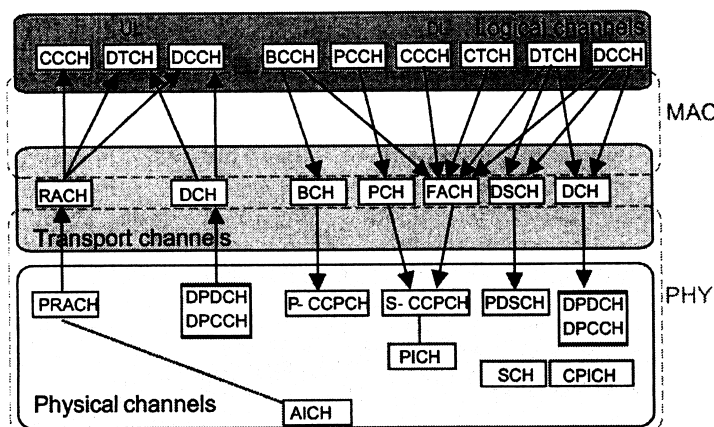 UL DL Logical channels
CCCH DTCH DCCH BCCH PCCH CCCH CTCH DTCH DCCH
MAC
RACH DCH BCH PCH FACH DSCH DCH
Transport channels
PHY
PRACH DPDCH P- CCPCH S- CCPCH PDSCH DPDCH
DPCCH DPCCH
PICH
SCH CPICH
Physical channels
AICH